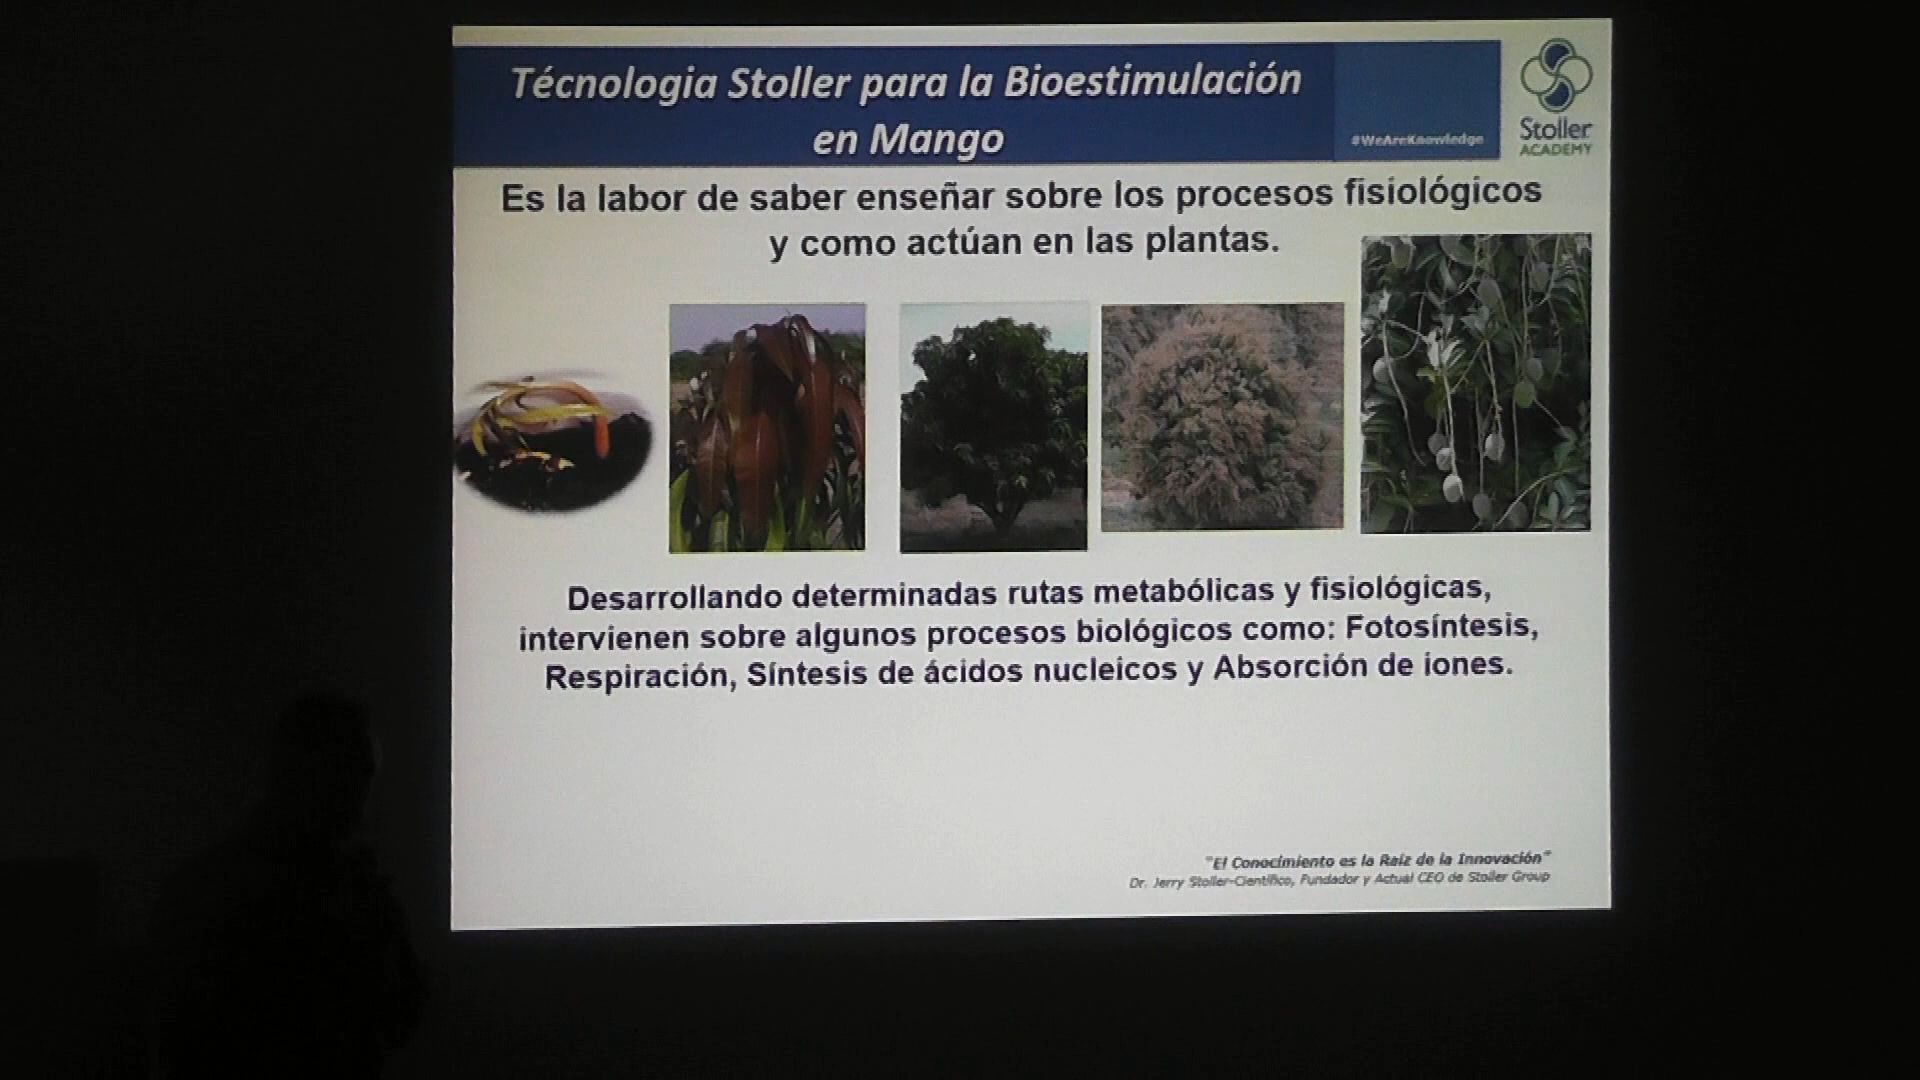 Técnologia Stoller para la Bioestimulación
en Mango
#WeAreKnowledge
Stoller
ACADEMY
Es la labor de saber enseñar sobre los procesos fisiológicos
y como actúan en las plantas.
Desarrollando determinadas rutas metabólicas y fisiológicas,
intervienen sobre algunos procesos biológicos como: Fotosíntesis,
Respiración, Síntesis de ácidos nucleicos y Absorción de iones.
"El Conocimiento es la Raíz de la Innovación"
Dr. Jerry Stoller-Científico, Fundador y Actual CEO de Stoller Group